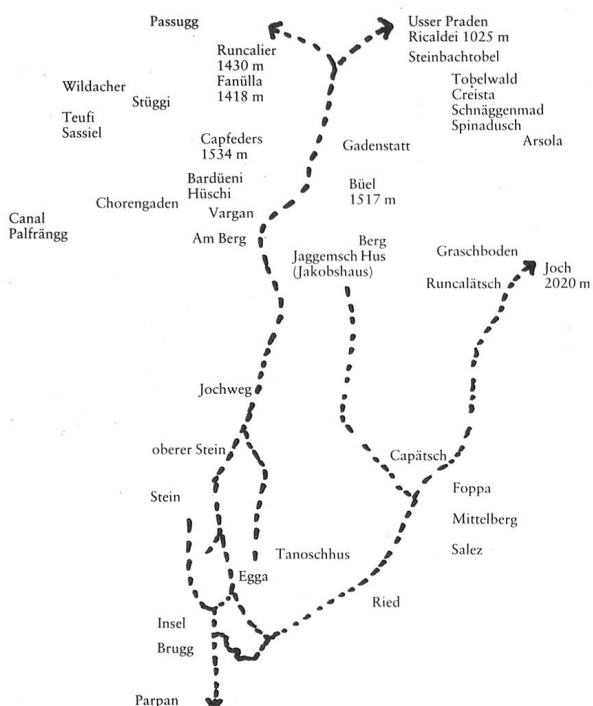 Passugg
Usser Praden
Ricaldei 1025 m
Runcalier
1430 m
Fanülla
1418 m
Steinbachtobel
Wildacher
Stüggi
Teufi
Sassiel
Tobelwald
Creista
Schnäggenmad
Spinadusch
Arsola
Capfeders
1534 m
Gadenstatt
Bardüeni
Hüschi
Büel
1517 m
Chorengaden
Vargan
Canal
Palfrängg
Am Berg
Berg
Jaggemsch Hus
(Jakobshaus)
Graschboden
Runcalätsch
Joch
2020 m
Jochweg
oberer Stein
Capätsch
Stein
Foppa
Mittelberg
Tanoschhus
Salez
Egga
Ried
Insel
Brugg
Parpan